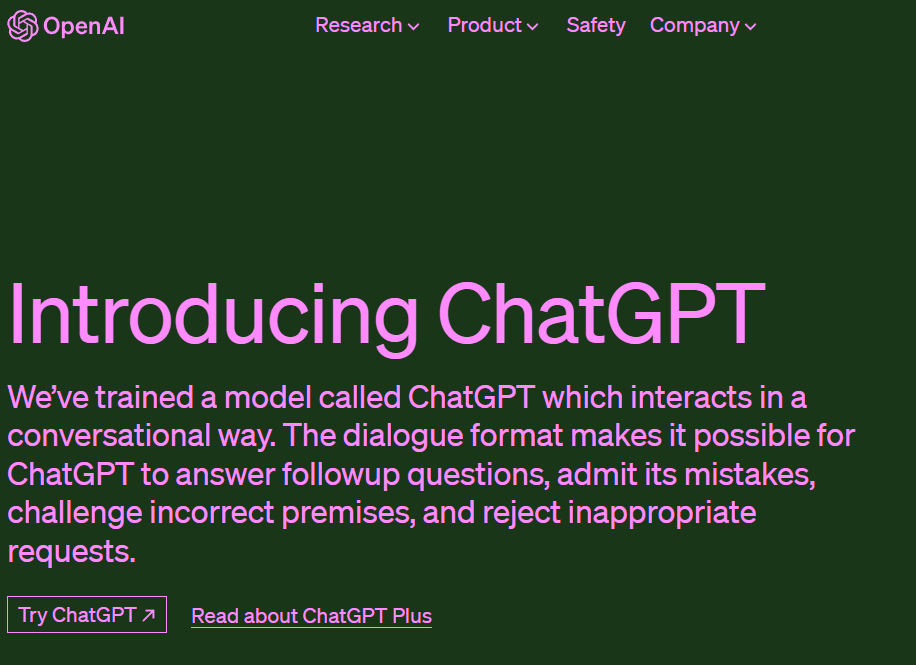 OpenAI Research Product Safety Company
Introducing ChatGPT
We’ve trained a model called ChatGPT which interacts in a
conversational way. The dialogue format makes it possible for
ChatGPT to answer followup questions, admit its mistakes,
challenge incorrect premises, and reject inappropriate
requests.
Try ChatGPT ↗ Read about ChatGPT Plus